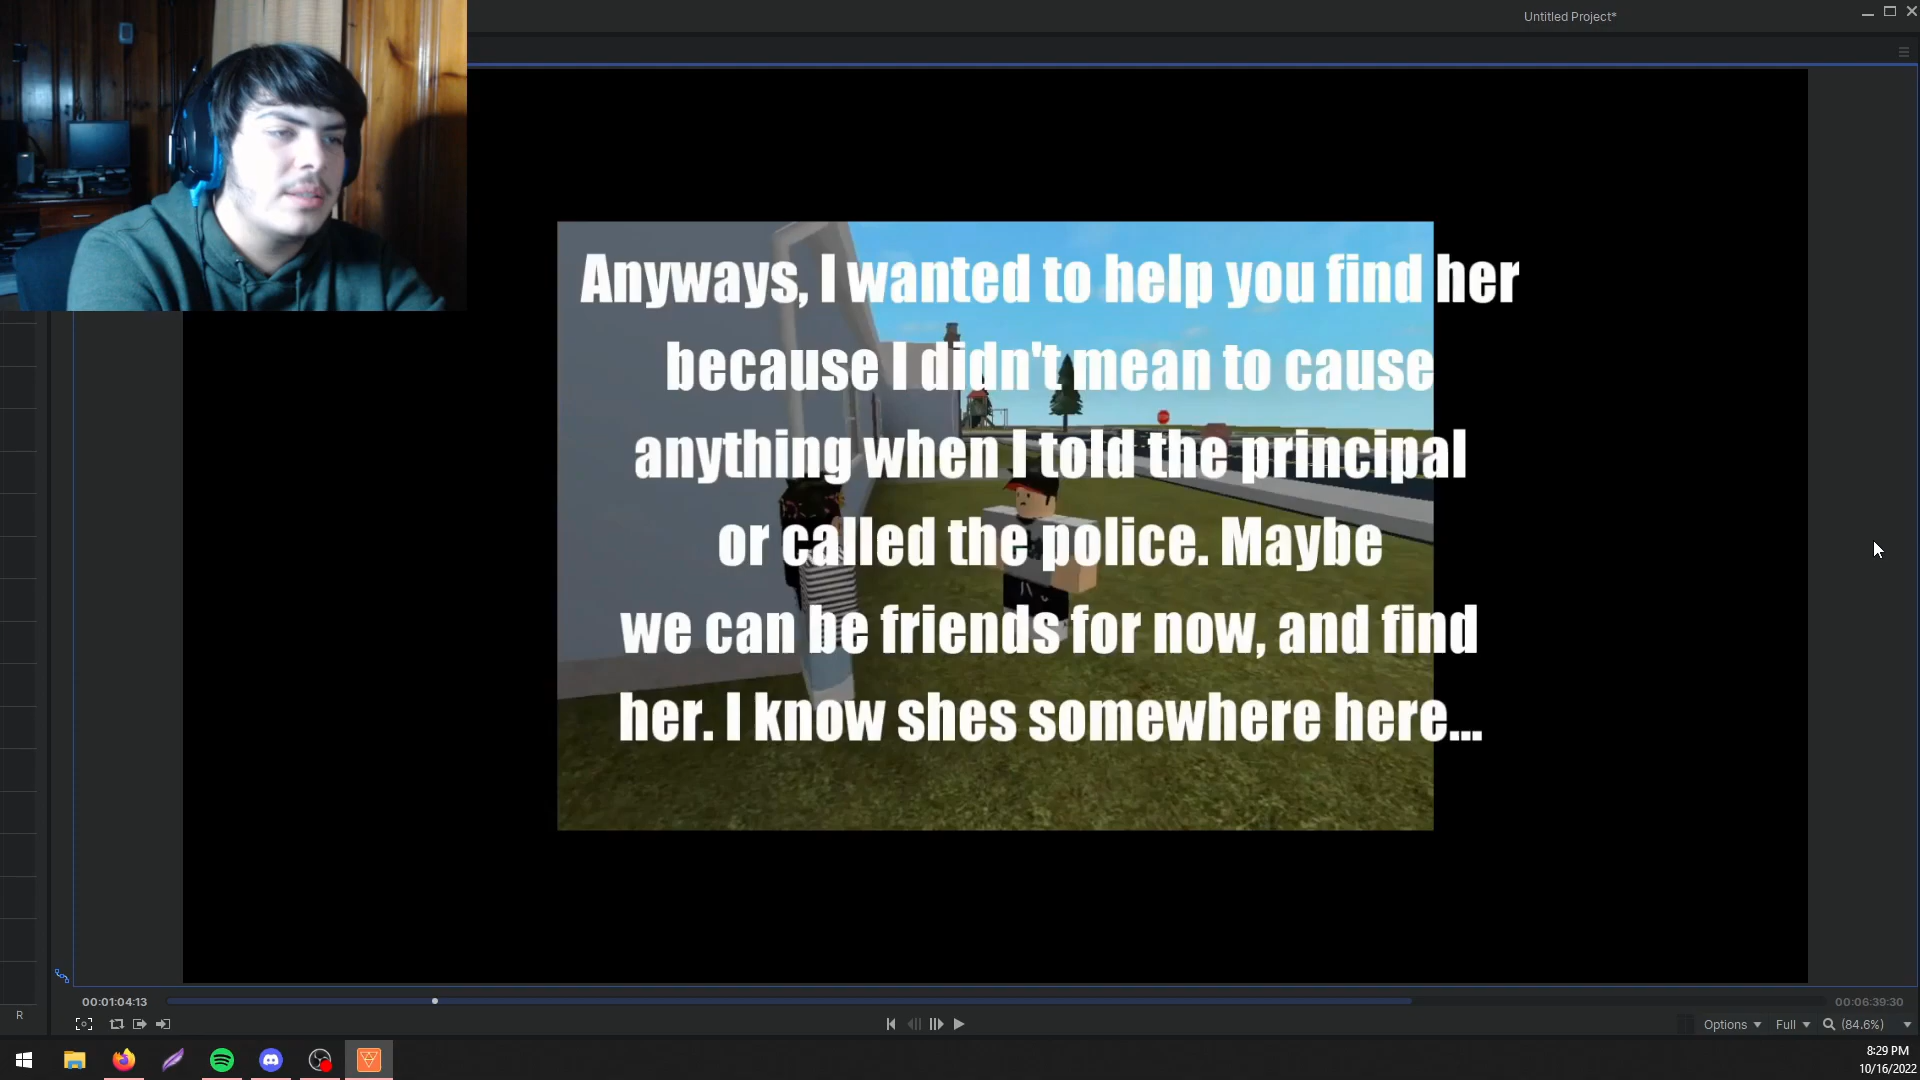 Untitled Project*
Anyways, I wanted to help you find her
because I didn't mean to cause
anything when I told the principal
or called the police. Maybe
we can be friends for now, and find
her. I know shes somewhere here...
00:01:04:13
00:06:39:30
R
Options
Full
(84.6%)
8:29 PM
10/16/2022